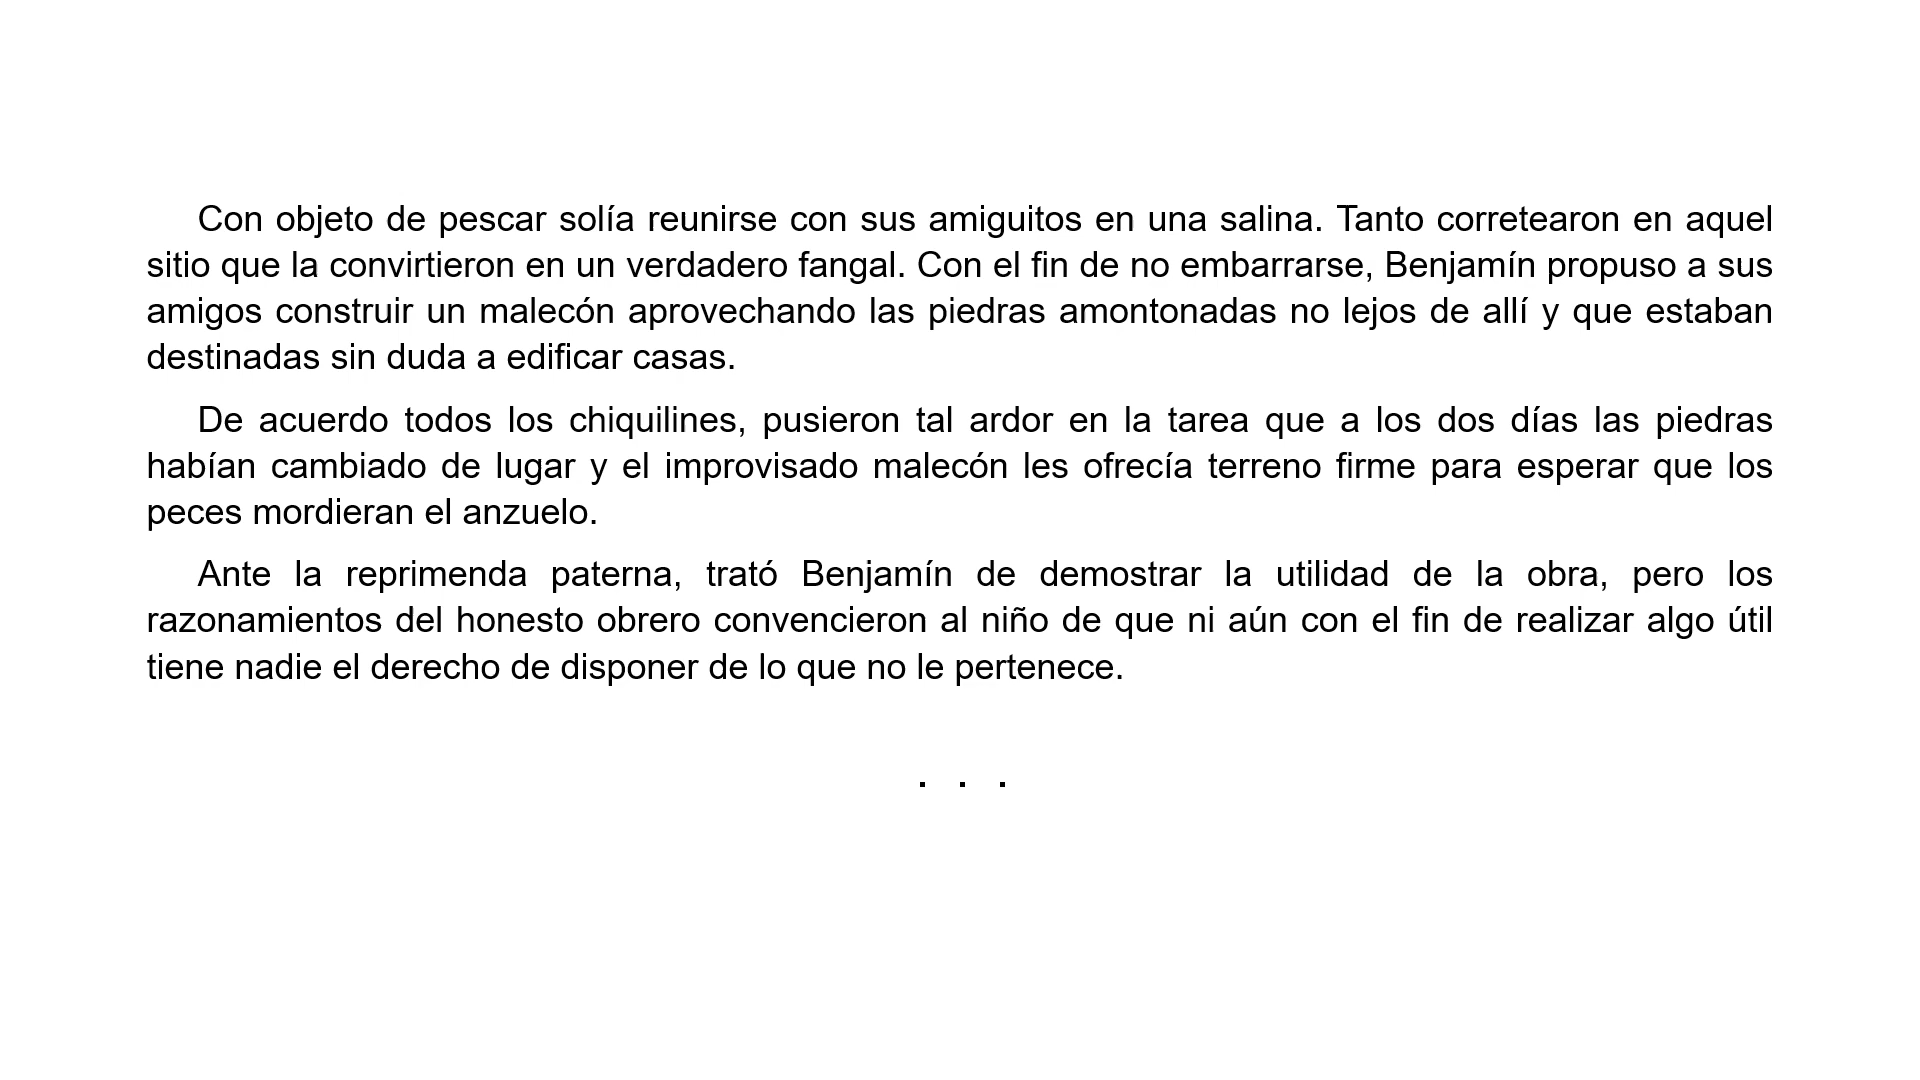 Con objeto de pescar solía reunirse con sus amiguitos en una salina. Tanto corretearon en aquel
sitio que la convirtieron en un verdadero fangal. Con el fin de no embarrarse, Benjamín propuso a sus
amigos construir un malecón aprovechando las piedras amontonadas no lejos de allí y que estaban
destinadas sin duda a edificar casas.
De acuerdo todos los chiquilines, pusieron tal ardor en la tarea que a los dos días las piedras
habían cambiado de lugar y el improvisado malecón les ofrecía terreno firme para esperar que los
peces mordieran el anzuelo.
Ante la reprimenda paterna, trató Benjamín de demostrar la utilidad de la obra, pero los
razonamientos del honesto obrero convencieron al niño de que ni aún con el fin de realizar algo útil
tiene nadie el derecho de disponer de lo que no le pertenece.
. . .